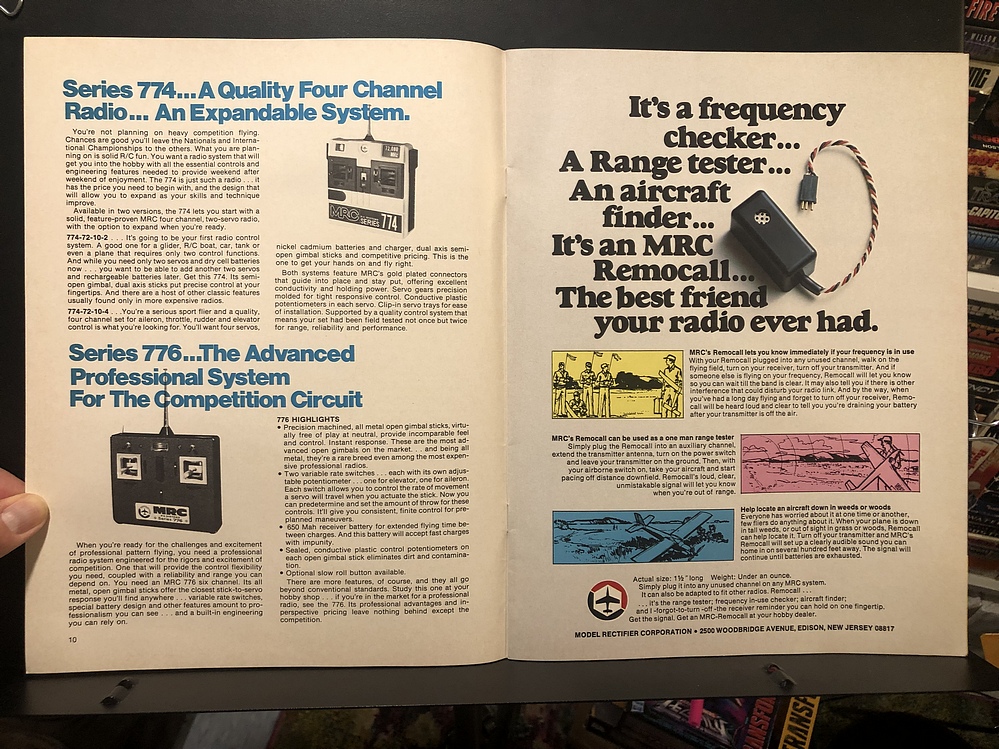 Series 774...A Quality Four Channel
Radio... An Expandable System.
You're not planning on heavy competition flying.
Chances are good you'll leave the Nationals and Interna-
tional Championships to the others. What you are plan-
ning on is solid R/C fun. You want a radio system that will
get you into the hobby with all the essential controls and
engineering features needed to provide weekend after
weekend of enjoyment. The 774 is just such a radio . . . it
has the price you need to begin with, and the design that
will allow you to expand as your skills and technique
improve.
Available in two versions, the 774 lets you start with a
solid, feature-proven MRC four channel, two-servo radio,
with the option to expand when you're ready.
774-72-10-2 . . . It's going to be your first radio control
system. A good one for a glider, R/C boat, car, tank or
even a plane that requires only two control functions.
And while you need only two servos and dry cell batteries
now . . . you want to be able to add another two servos
and rechargeable batteries later. Get this 774. Its semi-
open gimbal, dual axis stus put precise control at your
fingertips. And there is a host of other classic features
usually found only in more expensive radios.
774-72-10-4 . . .You're a serious sport flier and a quality,
four channel set for aileron, throttle, rudder and elevator
control is what you're looking for. You'll want four servos,
72,080
MRC
SERIES 774
nickel cadmium batteries and charger, dual axis semi-
open gimbal sticks and competitive pricing. This is the
one to get your hands on and fly right.
Both systems feature MRC's gold plated connectors
that guide into place and stay put, offering excellent
conductivity and holding power. Servo gears precision
molded for tight responsive control. Conductive plastic
potentiometers in each servo. Clip-in servo trays for ease
of installation. Supported by a quality control system that
means your set had been field tested not once but twice
for range, reliability and performance.
Series 776...The Advanced
Professional System
For The Competition Circuit
MRC
Series 776
When you're ready for the challenges and excitement
of professional pattern flying, you need a professional
radio system engineered for the rigors and excitement of
competition. One that will provide the control flexibility
you need, coupled with a reliability and range you can
depend on. You need an MRC 776 six channel. Its all
metal, open gimbal sticks offer the closest stick-to-servo
response you'll find anywhere . . . variable rate switches,
special battery design and other features amount to pro-
fessionalism you can see . . . and a built-in engineering
you can rely on.
776 HIGHLIGHTS
• Precision machined, all metal open gimbal sticks, virtu-
ally free of play at neutral, provide incomparable feel
and control. Instant response. These are the most ad-
vanced open gimbals on the market. . . and being all
metal, they're a rare breed even among the most expen-
sive professional radios.
• Two variable rate switches . . . each with its own adjus-
table potentiometer . . . one for elevator, one for aileron.
Each switch allows you to control the rate of movement
a servo will travel when you actuate the stick. Now you
can predetermine and set the amount of throw for these
controls. It'll give you consistent, finite control for pre-
planned maneuvers.
• 650 Mah receiver battery for extended flying time be-
tween charges. And this battery will accept fast charges
with impunity.
• Sealed, conductive plastic control potentiometers on
each open gimbal stick eliminates dirt and contamina-
tion.
• Optional slow roll button available.
There are more features, of course, and they all go
beyond conventional standards. Study this one at your
hobby shop . . . if you're in the market for a professional
radio, see the 776. Its professional advantages and in-
perspective pricing leave nothing behind except the
competition.
10
It's a frequency
checker...
A Range tester...
An aircraft
finder...
It's an MRC
Remocall...
The best friend
your radio ever had.
MRC's Remocall lets you know immediately if your frequency is in use
With your Remocall plugged into any unused channel, walk on the
flying field, turn on your receiver, turn off your transmitter. And if
someone else is flying on your frequency, Remocall will let you know
so you can wait till the band is clear. It may also tell you if there is other
interference that could disturb your radio link. And by the way, when
you've had a long day flying and forget to turn off your receiver, Remo-
call will be heard loud and clear to tell you you're draining your battery
after your transmitter is off the air.
MRC's Remocall can be used as a one man range tester
Simply plug the Remocall into an auxiliary channel,
extend the transmitter antenna, turn on the power switch
and leave your transmitter on the ground. Then, with
your airborne switch on, take your aircraft and start
pacing off distance downfield. Remocall's loud, clear,
unmistakable signal will let you know
when you're out of range.
Help locate an aircraft down in weeds or woods
Everyone has worried about it at one time or another,
few fliers do anything about it. When your plane is down
in tall weeds, or out of sight in grass or woods, Remocall
can help locate it. Turn off your transmitter and MRC's
Remocall will set up a clearly audible sound you can
home in on several hundred feet away. The signal will
continue until batteries are exhausted.
Actual size: 1½" long Weight: Under an ounce.
Simply plug it into any unused channel on any MRC system.
It can also be adapted to fit other radios. Remocall . . .
. . . it's the range tester; frequency in-use checker; aircraft finder;
and I-forgot-to-turn-off-the receiver reminder you can hold on one fingertip.
Get the signal. Get an MRC-Remocall at your hobby dealer.
MODEL RECTIFIER CORPORATION • 2500 WOODBRIDGE AVENUE, EDISON, NEW JERSEY 08817